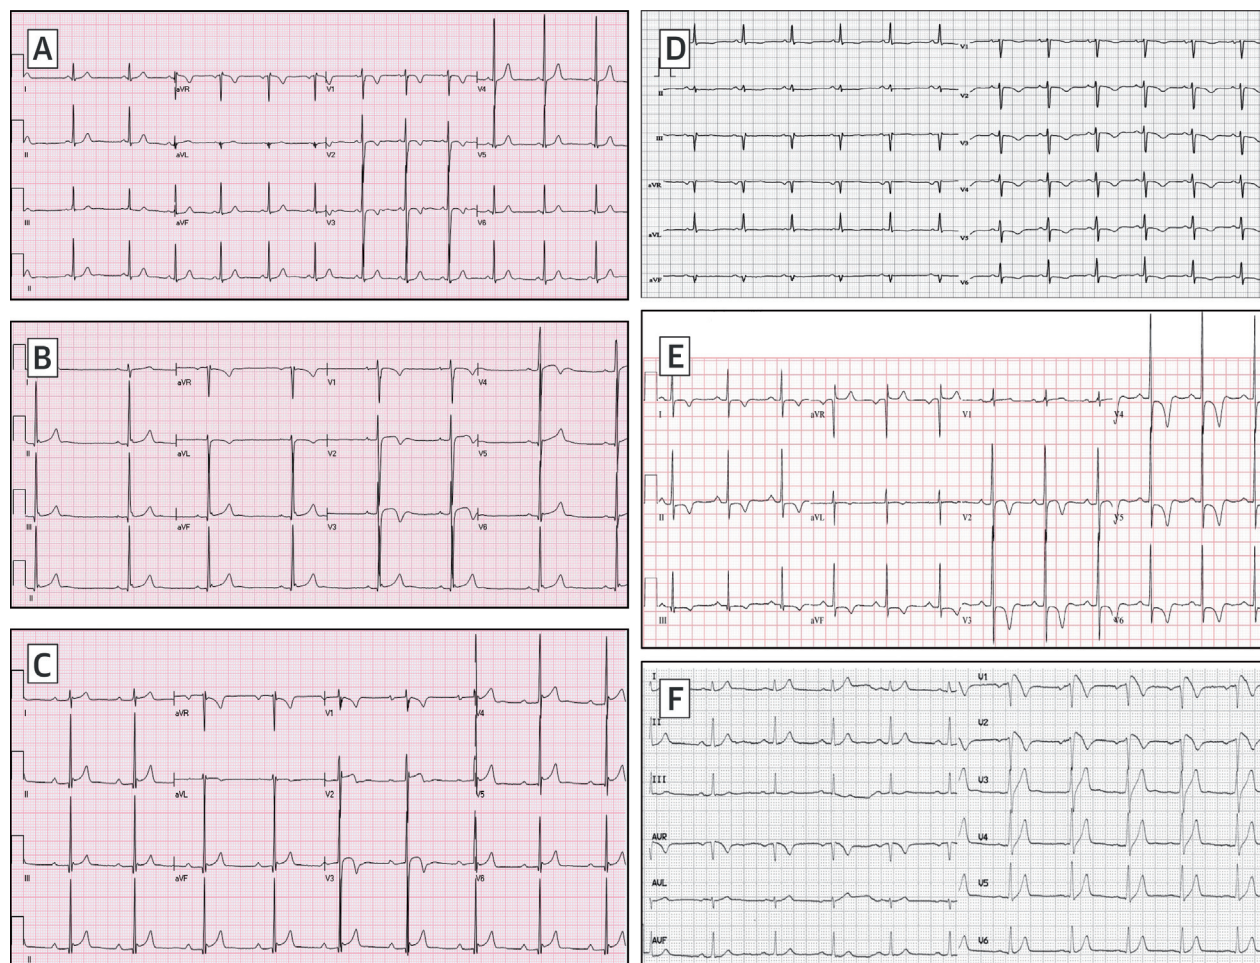 A
I aVR V1 V4
II aVL V2 V5
III aVF V3 V6
II
B
I aVR V1 V4
II aVL V2 V5
III aVF V3 V6
II
C
I aVR V1 V4
II aVL V2 V5
III aVF V3 V6
II
D
V1
II V2
III V3
aVR V4
aVL V5
aVF V6
E
I aVR V1 V4
II aVL V2 V5
III aVF V3 V6
F
I V1
II V2
III V3
AVR V4
AVL V5
AVF V6